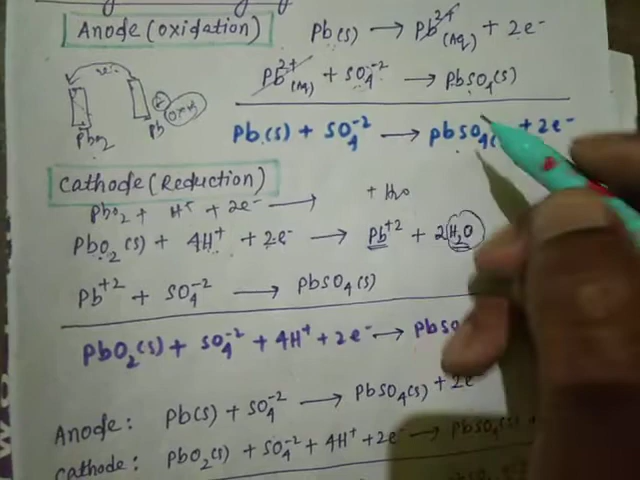 Anode (oxidation)
Pb(s) → Pb²⁺(Aq) + 2e⁻
Pb²⁺(Aq) + SO₄⁻² → PbSO₄(s)
PbO₂
Pb
Pb(s) + SO₄⁻² → PbSO₄ + 2e⁻
Cathode (Reduction)
PbO₂ + H⁺ + 2e⁻ → + H₂O
PbO₂(s) + 4H⁺ + 2e⁻ → Pb⁺² + 2H₂O
Pb⁺² + SO₄⁻² → PbSO₄(s)
PbO₂(s) + SO₄⁻² + 4H⁺ + 2e⁻ → PbSO
Anode: Pb(s) + SO₄⁻² → PbSO₄(s) + 2e⁻
Cathode: PbO₂(s) + SO₄⁻² + 4H⁺ + 2e⁻ → PbSO₄(s) +